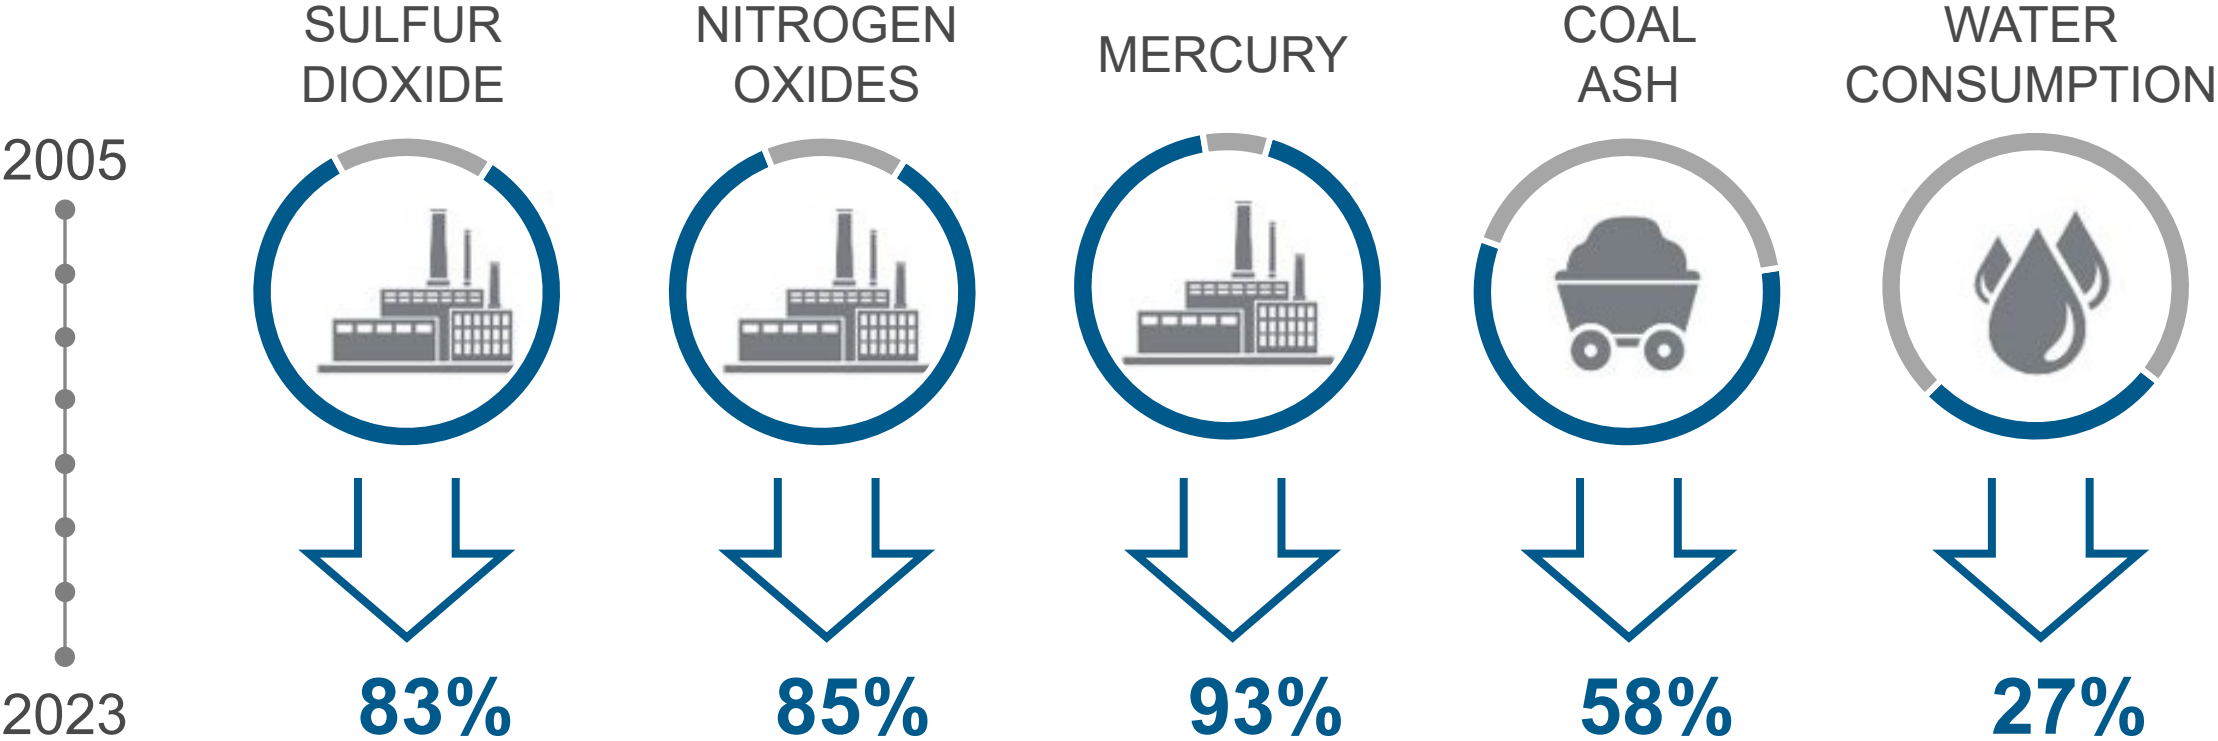 SULFUR
DIOXIDE
NITROGEN
OXIDES
MERCURY
COAL
ASH
WATER
CONSUMPTION
2005
2023
83%
85%
93%
58%
27%